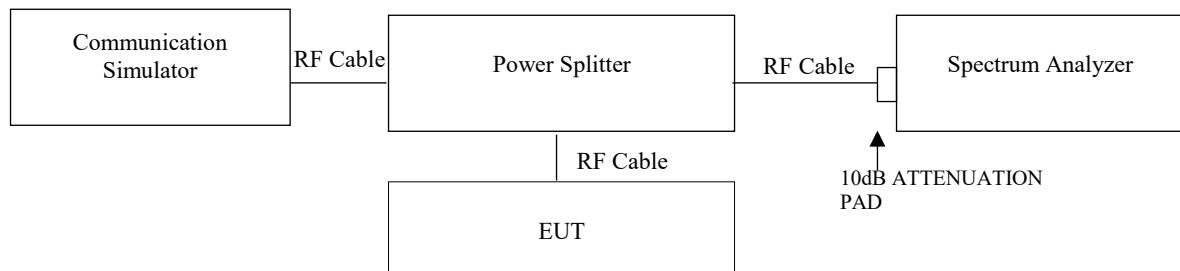 Communication
Simulator
RF Cable
Power Splitter
RF Cable
Spectrum Analyzer
RF Cable
10dB ATTENUATION
PAD
EUT